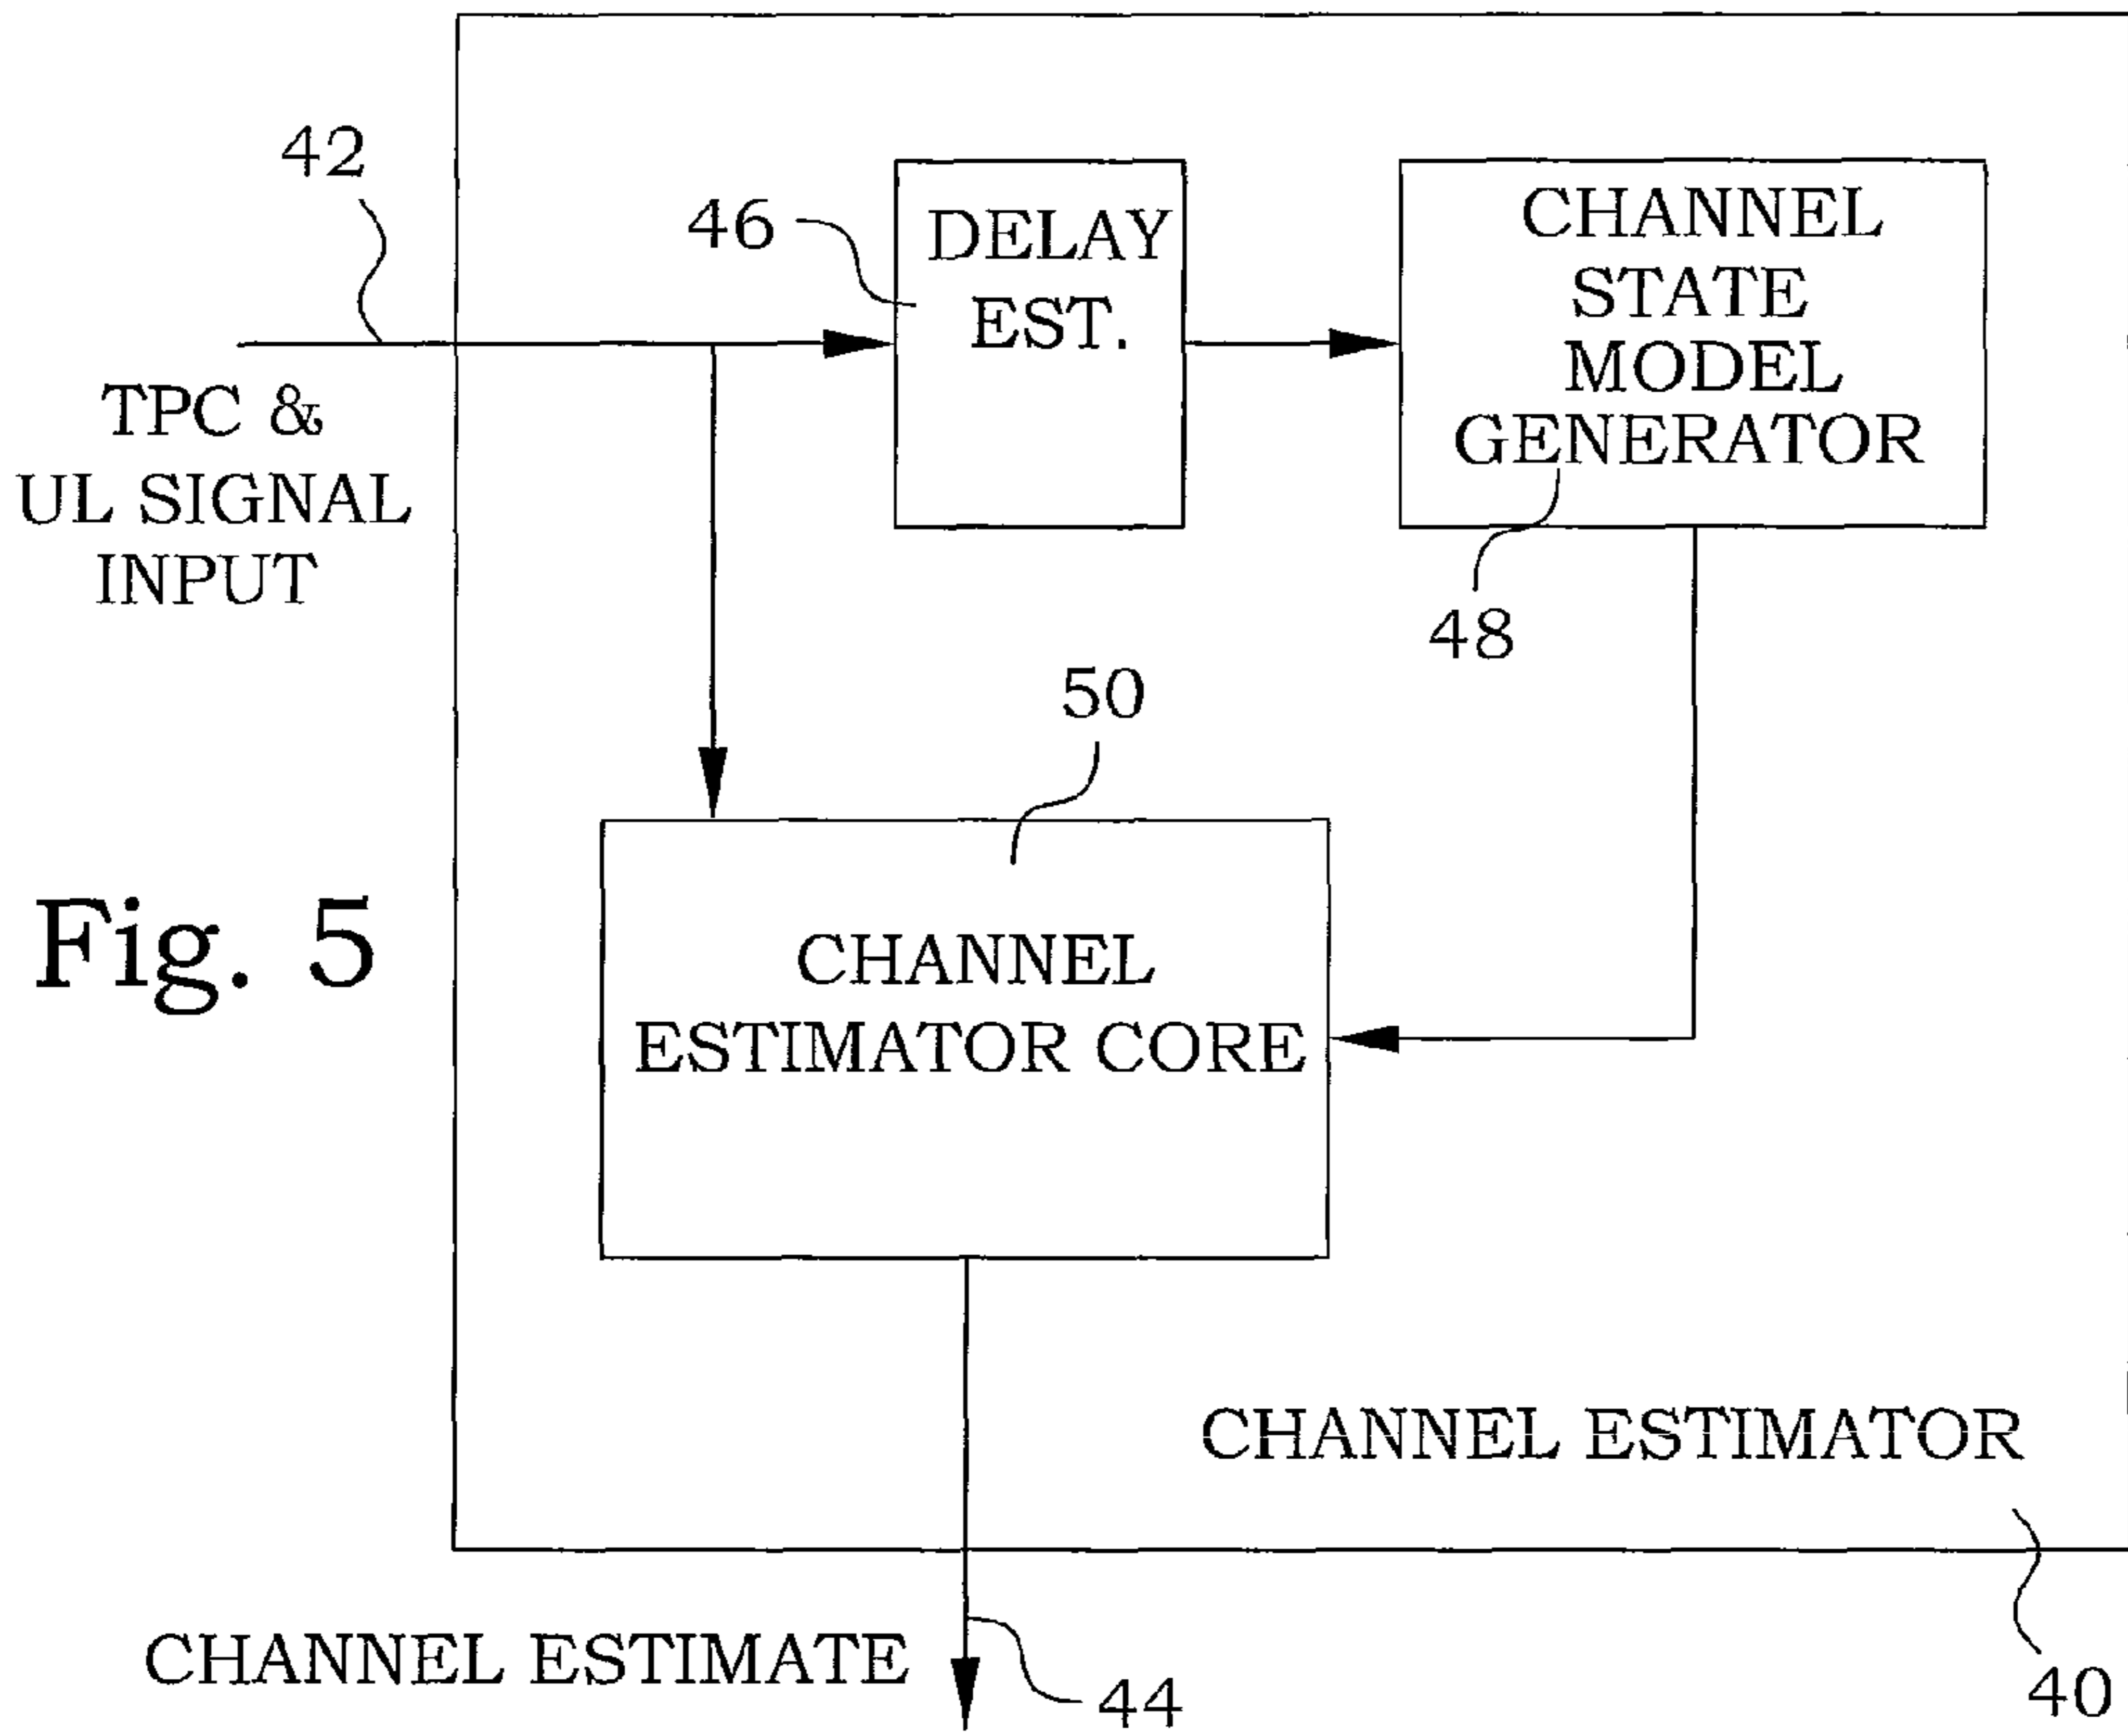 42
46
DELAY
EST.
CHANNEL
STATE
MODEL
GENERATOR
TPC &
UL SIGNAL
INPUT
48
50
Fig. 5
CHANNEL
ESTIMATOR CORE
CHANNEL ESTIMATOR
CHANNEL ESTIMATE
44
40